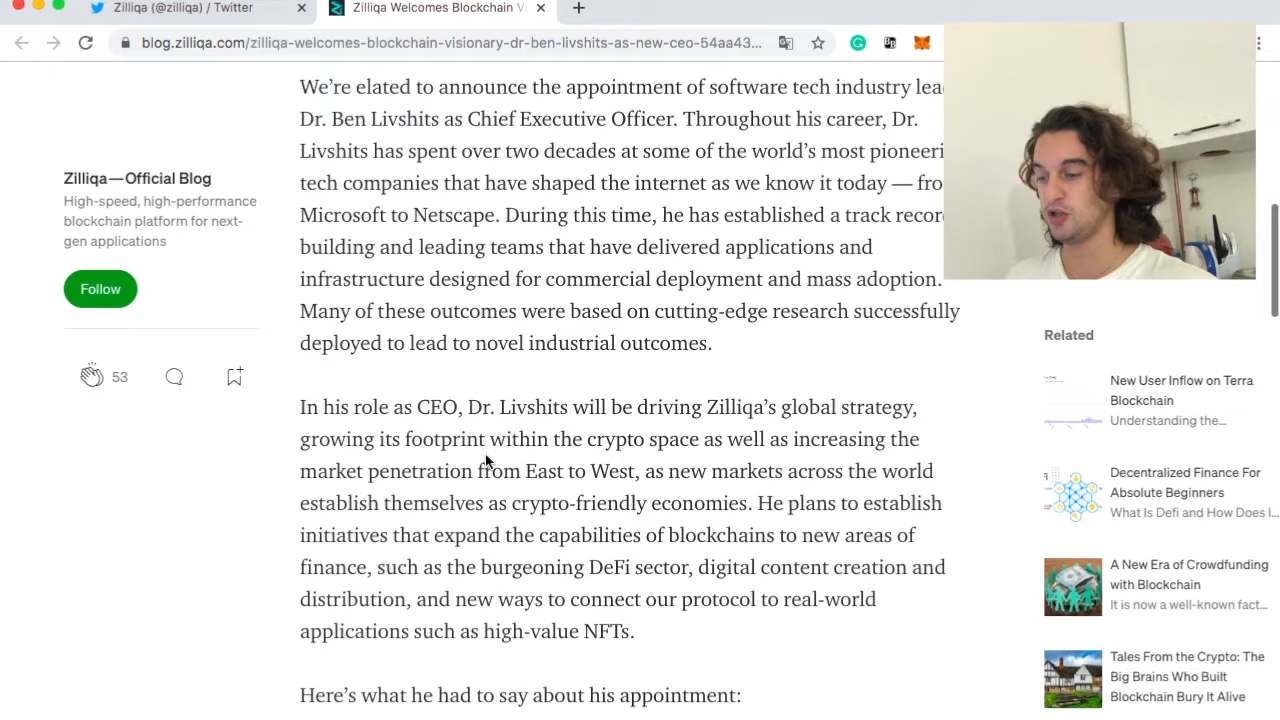 Zilliqa (@zilliqa) / Twitter
Zilliqa Welcomes Blockchain Vi
blog.zilliqa.com/zilliqa-welcomes-blockchain-visionary-dr-ben-livshits-as-new-ceo-54aa43...
We're elated to announce the appointment of software tech industry lea
Dr. Ben Livshits as Chief Executive Officer. Throughout his career, Dr.
Livshits has spent over two decades at some of the world's most pioneeri
tech companies that have shaped the internet as we know it today — fro
Microsoft to Netscape. During this time, he has established a track recor
building and leading teams that have delivered applications and
infrastructure designed for commercial deployment and mass adoption.
Many of these outcomes were based on cutting-edge research successfully
deployed to lead to novel industrial outcomes.
In his role as CEO, Dr. Livshits will be driving Zilliqa's global strategy,
growing its footprint within the crypto space as well as increasing the
market penetration from East to West, as new markets across the world
establish themselves as crypto-friendly economies. He plans to establish
initiatives that expand the capabilities of blockchains to new areas of
finance, such as the burgeoning DeFi sector, digital content creation and
distribution, and new ways to connect our protocol to real-world
applications such as high-value NFTs.
Here's what he had to say about his appointment:
Zilliqa—Official Blog
High-speed, high-performance
blockchain platform for next-
gen applications
Follow
53
Related
New User Inflow on Terra
Blockchain
Understanding the...
Decentralized Finance For
Absolute Beginners
What Is Defi and How Does I...
A New Era of Crowdfunding
with Blockchain
It is now a well-known fact...
Tales From the Crypto: The
Big Brains Who Built
Blockchain Bury It Alive